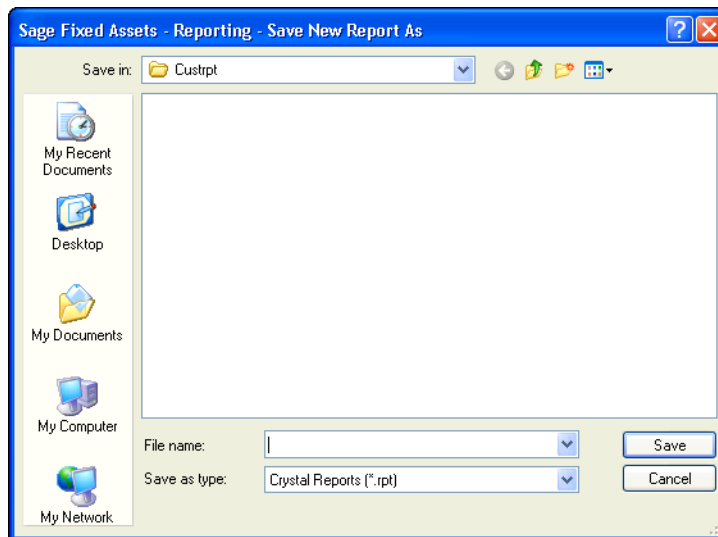 Sage Fixed Assets - Reporting - Save New Report As
Save in: Custrpt
My Recent
Documents
Desktop
My Documents
My Computer
My Network
File name:
Save
Save as type: Crystal Reports (*.rpt)
Cancel